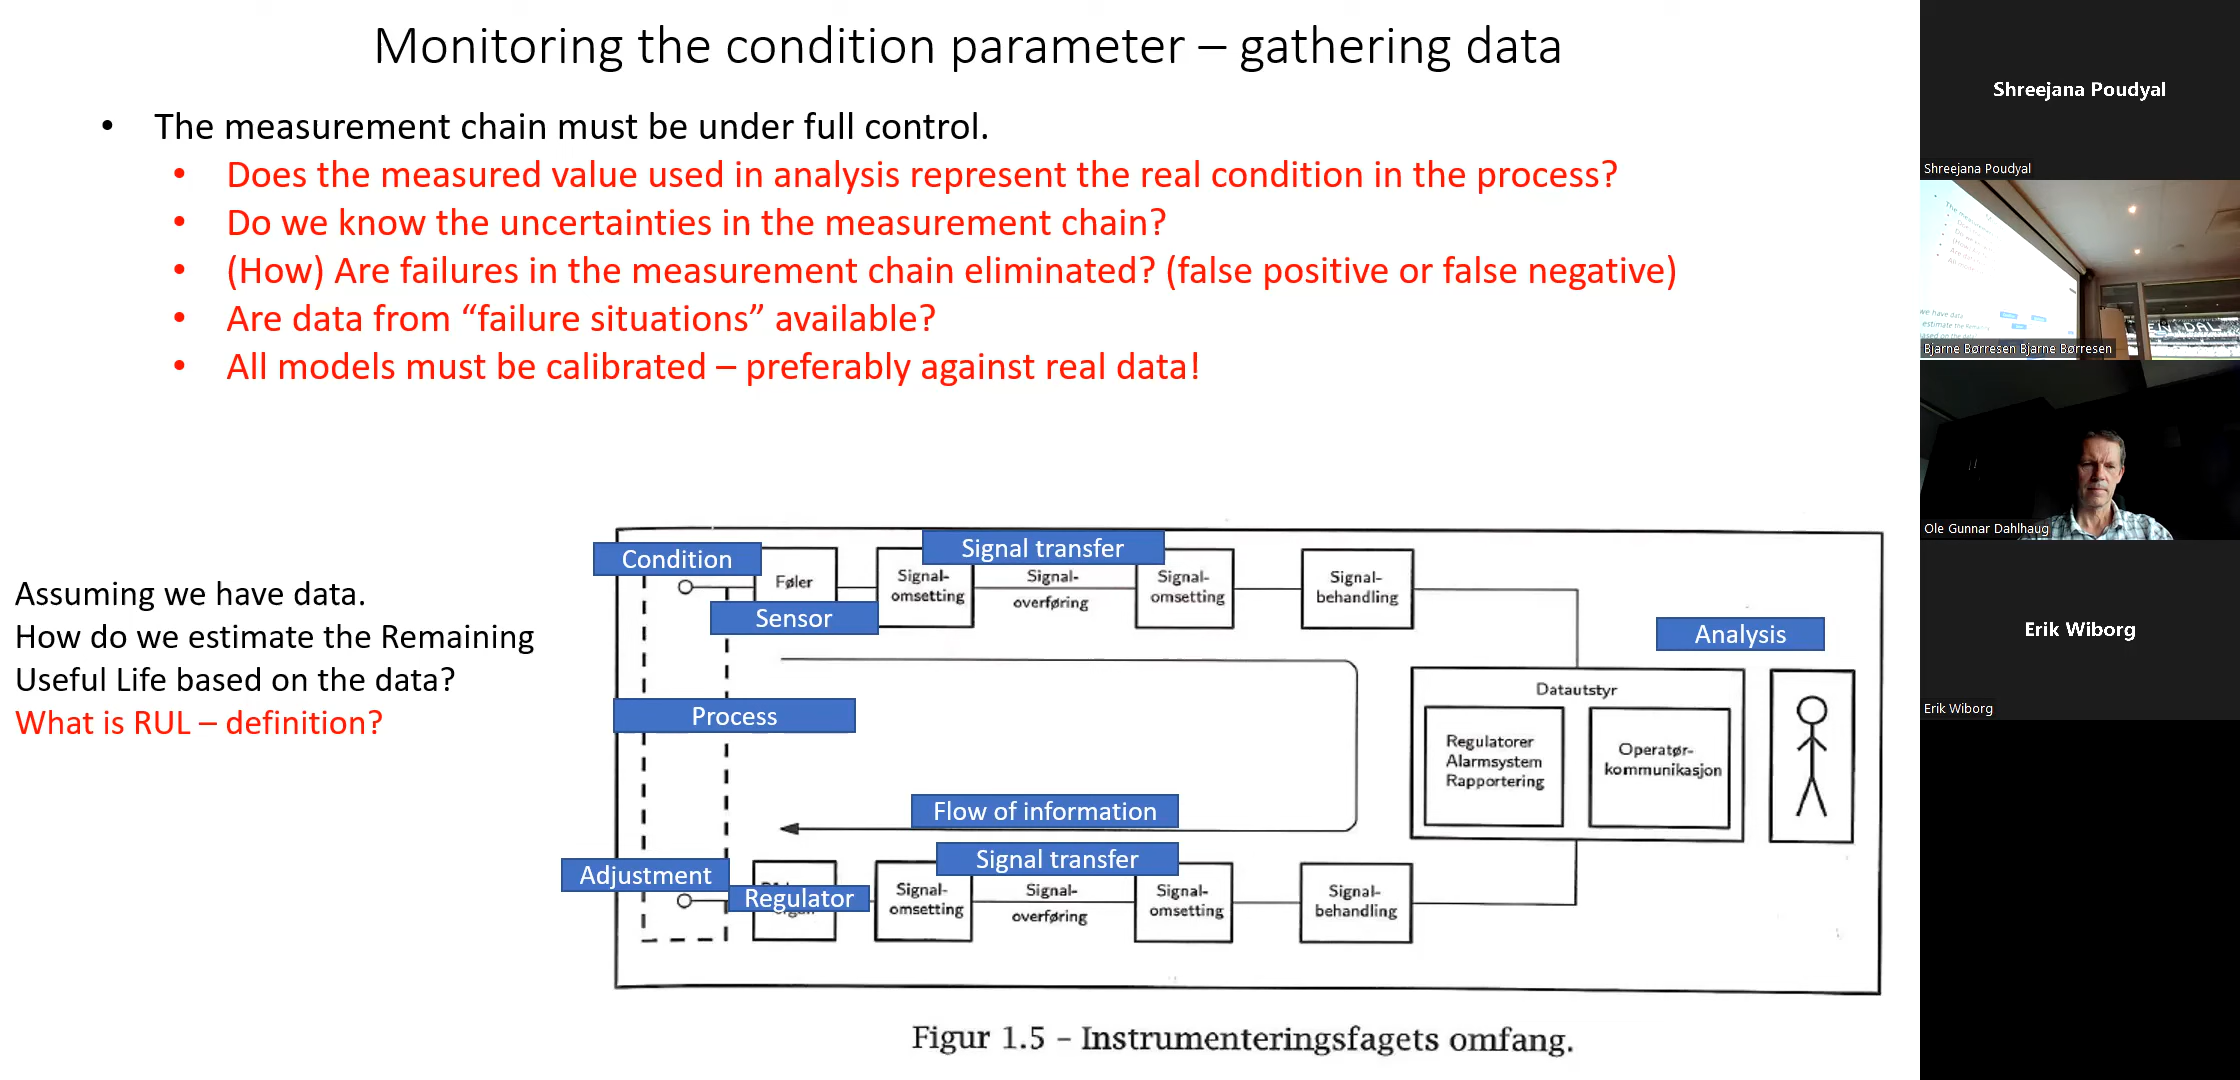 Monitoring the condition parameter – gathering data
• The measurement chain must be under full control.
• Does the measured value used in analysis represent the real condition in the process?
• Do we know the uncertainties in the measurement chain?
• (How) Are failures in the measurement chain eliminated? (false positive or false negative)
• Are data from “failure situations” available?
• All models must be calibrated – preferably against real data!
Assuming we have data.
How do we estimate the Remaining
Useful Life based on the data?
What is RUL – definition?
Condition
Føler
Sensor
Signal-
omsetting
Signal transfer
Signal-
overføring
Signal-
omsetting
Signal-
behandling
Analysis
Process
Datautstyr
Regulatorer
Alarmsystem
Rapportering
Operatør-
kommunikasjon
Flow of information
Signal transfer
Adjustment
Regulator
Signal-
omsetting
Signal-
overføring
Signal-
omsetting
Signal-
behandling
Figur 1.5 – Instrumenteringsfagets omfang.
Shreejana Poudyal
Shreejana Poudyal
Bjarne Børresen Bjarne Børresen
Ole Gunnar Dahlhaug
Erik Wiborg
Erik Wiborg